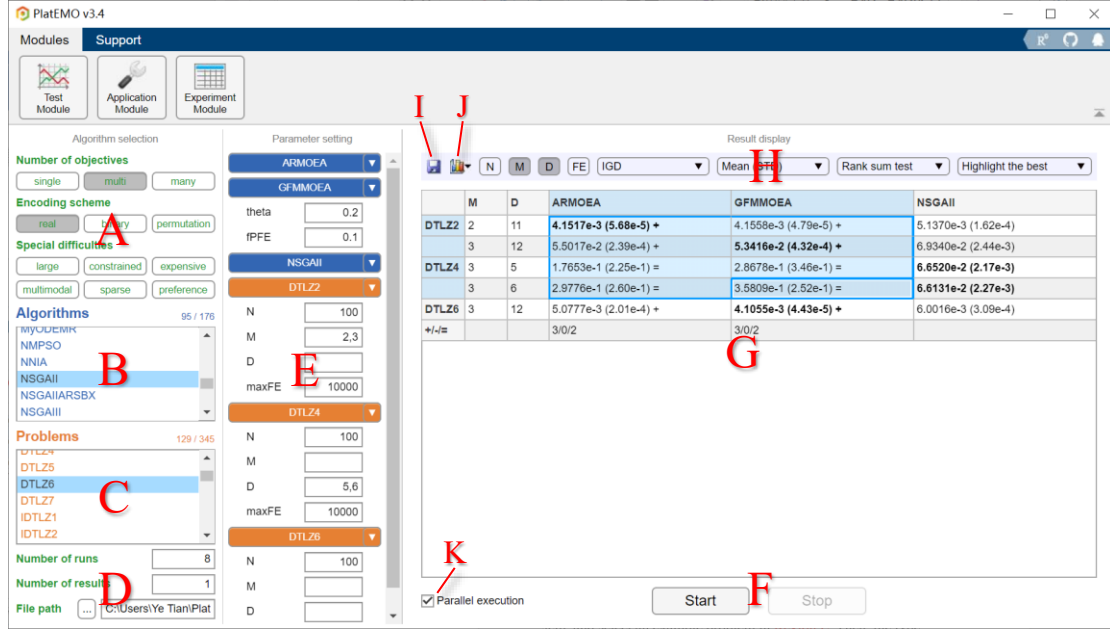 PlatEMO v3.4
Modules Support
Test Module
Application Module
Experiment Module
I J
Algorithm selection Parameter setting Result display
Number of objectives
single multi many
Encoding scheme
real binary permutation
A
Special difficulties
large constrained expensive
multimodal sparse preference
Algorithms 95 / 176
MyODEMR
NMPSO
NNIA
NSGAII
NSGAIIARSBX
NSGAIII
B
Problems 129 / 345
DTLZ4
DTLZ5
DTLZ6
DTLZ7
IDTLZ1
IDTLZ2
C
Number of runs 8
Number of results 1
D
File path ... C:\Users\Ye Tian\Plat
ARMOEA
GFMMOEA
theta 0.2
fPFE 0.1
NSGAII
DTLZ2
N 100
M 2,3
D
E
maxFE 10000
DTLZ4
N 100
M
D 5,6
maxFE 10000
DTLZ6
N 100
M
D
N M D FE IGD Mean (STD) Rank sum test Highlight the best
H
M D ARMOEA GFMMOEA NSGAII
DTLZ2 2 11 4.1517e-3 (5.68e-5) + 4.1558e-3 (4.79e-5) + 5.1370e-3 (1.62e-4)
3 12 5.5017e-2 (2.39e-4) + 5.3416e-2 (4.32e-4) + 6.9340e-2 (2.44e-3)
DTLZ4 3 5 1.7653e-1 (2.25e-1) = 2.8678e-1 (3.46e-1) = 6.6520e-2 (2.17e-3)
3 6 2.9776e-1 (2.60e-1) = 3.5809e-1 (2.52e-1) = 6.6131e-2 (2.27e-3)
DTLZ6 3 12 5.0777e-3 (2.01e-4) + 4.1055e-3 (4.43e-5) + 6.0016e-3 (3.09e-4)
+/-/= 3/0/2 3/0/2
G
K
Parallel execution Start F Stop